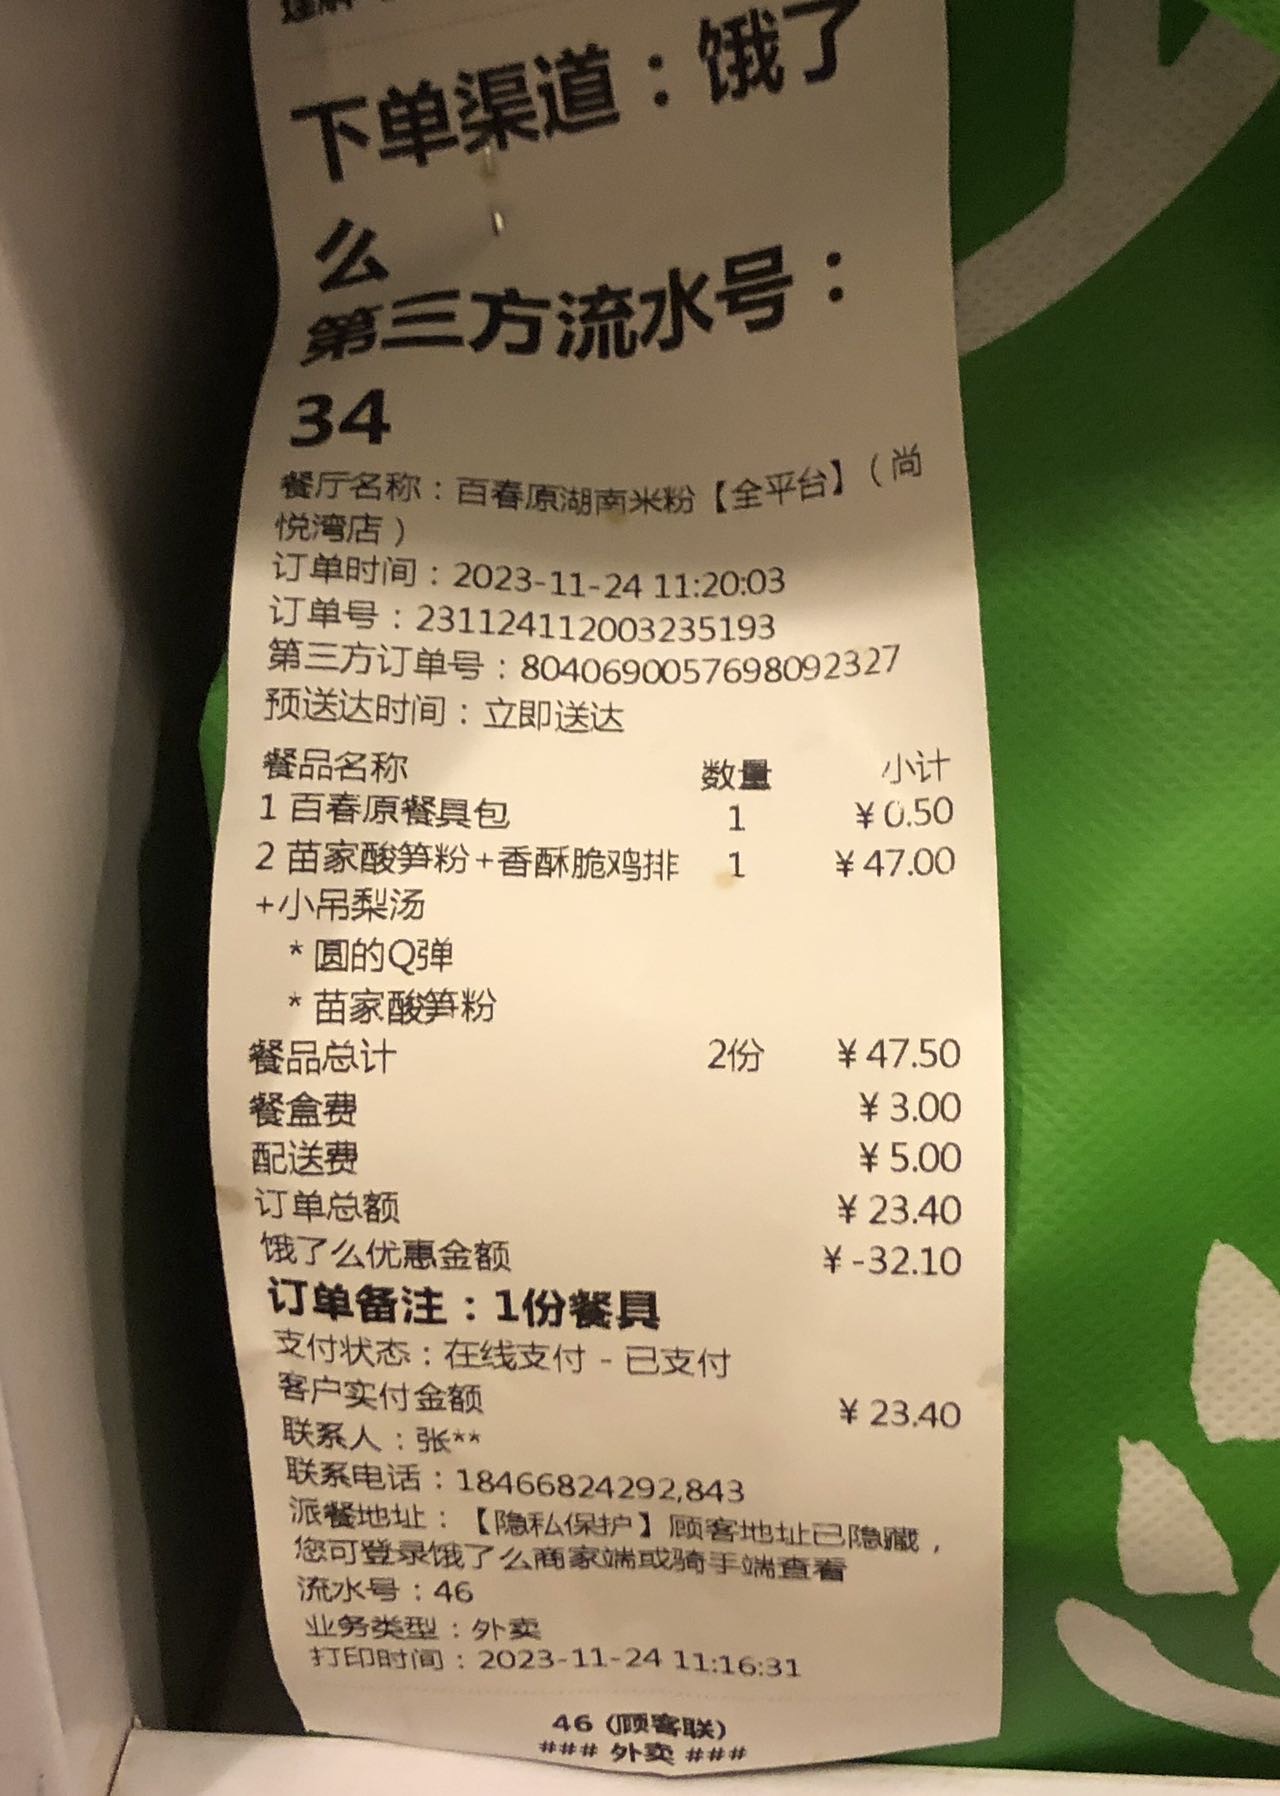 下单渠道：饿了
么
第三方流水号：
34
餐厅名称：百春原湖南米粉【全平台】（尚
悦湾店）
订单时间：2023-11-24 11:20:03
订单号：231124112003235193
第三方订单号：8040690057698092327
预送达时间：立即送达
餐品名称 数量 小计
1 百春原餐具包 1 ￥0.50
2 苗家酸笋粉+香酥脆鸡排 1 ￥47.00
+小吊梨汤
* 圆的Q弹
* 苗家酸笋粉
餐品总计 2份 ￥47.50
餐盒费 ￥3.00
配送费 ￥5.00
订单总额 ￥23.40
饿了么优惠金额 ￥-32.10
订单备注：1份餐具
支付状态：在线支付 - 已支付
客户实付金额 ￥23.40
联系人：张**
联系电话：18466824292,843
派餐地址：【隐私保护】顾客地址已隐藏，
您可登录饿了么商家端或骑手端查看
流水号：46
业务类型：外卖
打印时间：2023-11-24 11:16:31
46 (顾客联)
### 外卖 ###